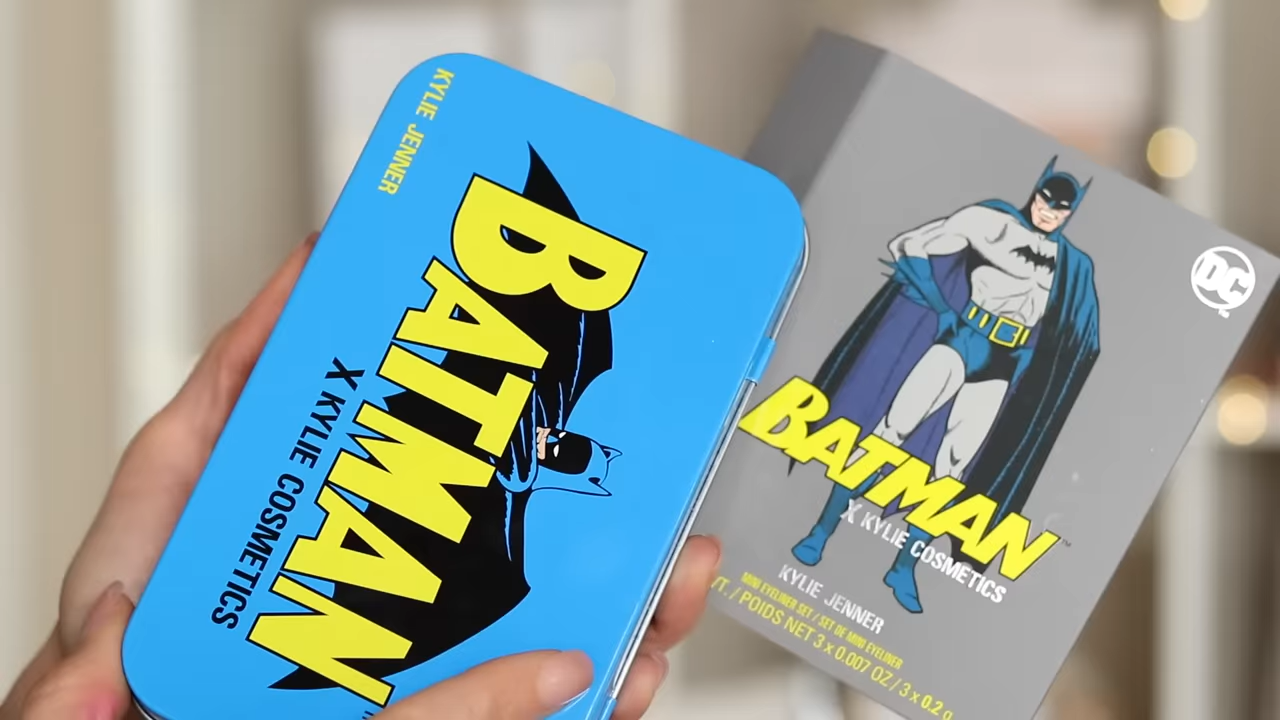 KYLIE JENNER
BATMAN
X KYLIE COSMETICS
DC
BATMAN™
X KYLIE COSMETICS
KYLIE JENNER
MINI EYELINER SET / SET DE MINI EYELINER
WT. / POIDS NET 3 x 0.007 OZ / 3 x 0.2 g